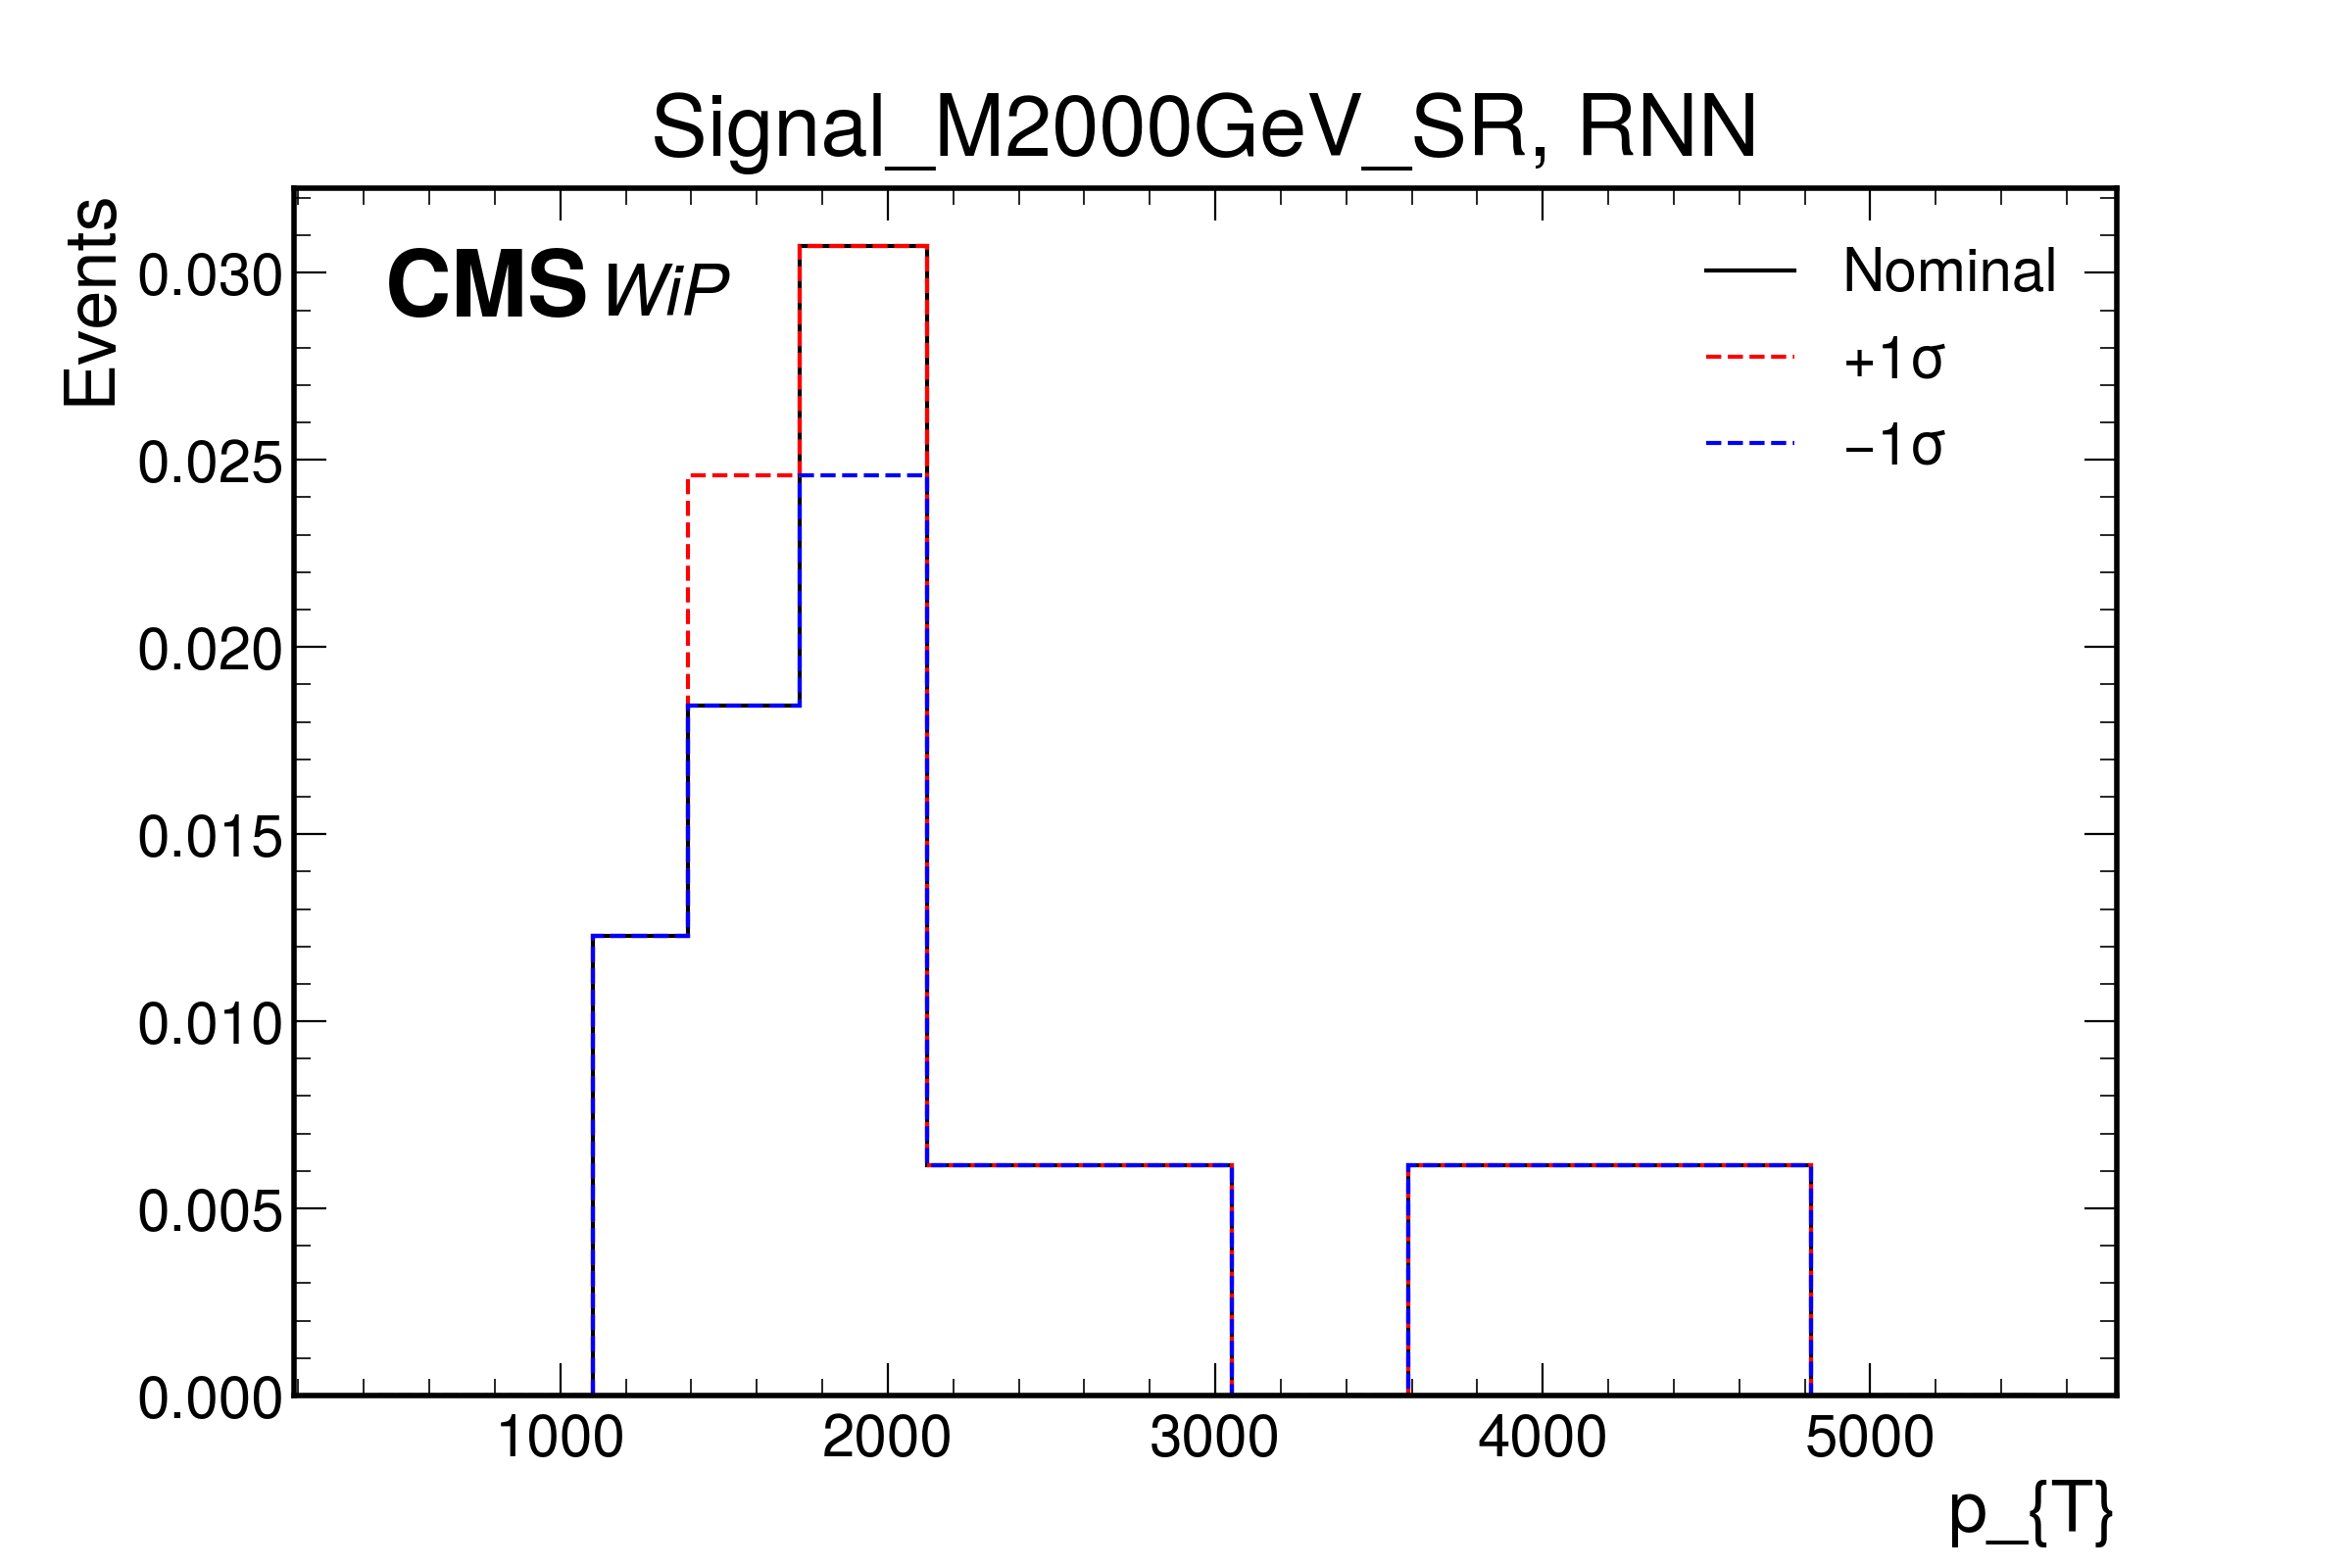 Signal_M2000GeV_SR, RNN
Events
CMS WiP
Nominal
+1σ
−1σ
0.030
0.025
0.020
0.015
0.010
0.005
0.000
1000 2000 3000 4000 5000
p_{T}